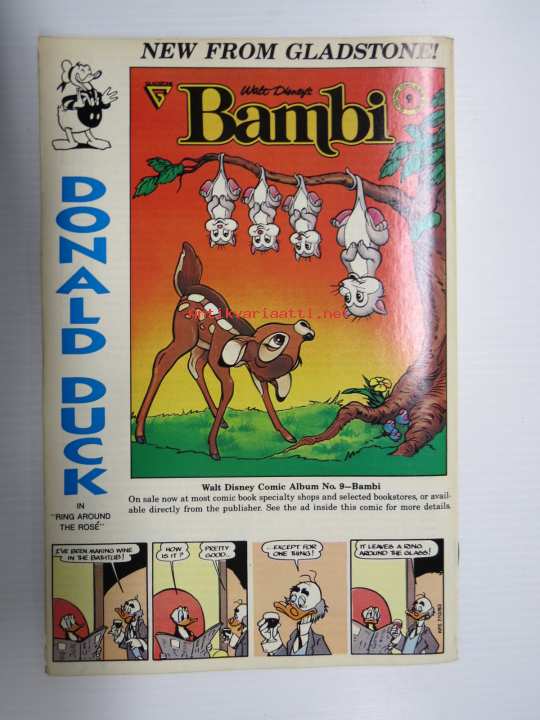 NEW FROM GLADSTONE!
GLADSTONE
Walt Disney's
Bambi
9
antikvariaatti.net
DONALD DUCK
IN
"RING AROUND
THE ROSÉ"
Walt Disney Comic Album No. 9—Bambi
On sale now at most comic book specialty shops and selected bookstores, or avail-
able directly from the publisher. See the ad inside this comic for more details.
I'VE BEEN MAKING WINE
IN THE BATHTUB!
HOW
IS IT?
PRETTY
GOOD...
...EXCEPT FOR
ONE THING!
IT LEAVES A RING
AROUND THE GLASS!